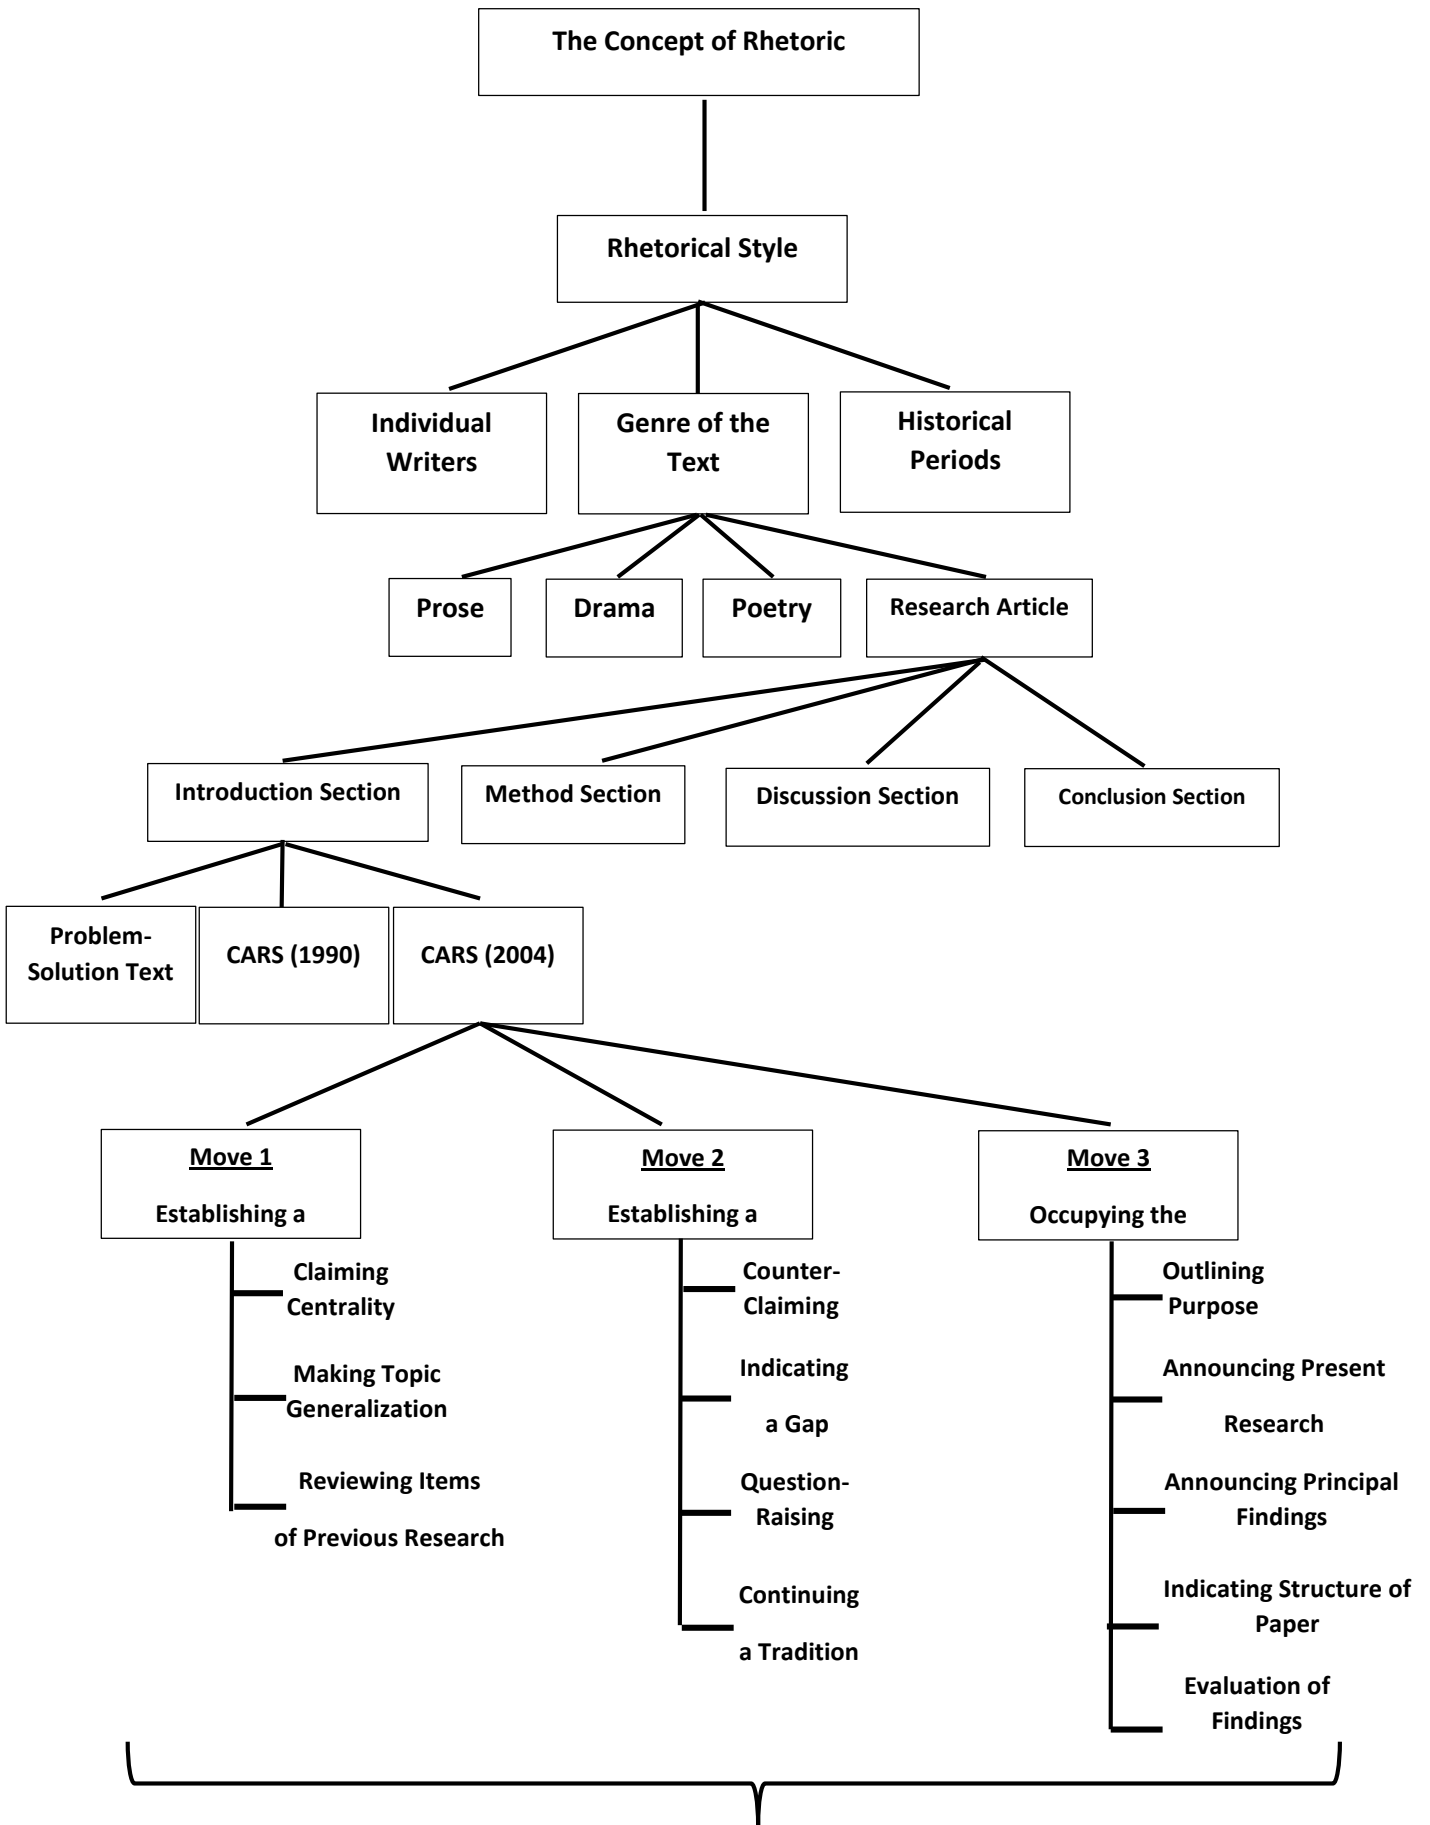 The Concept of Rhetoric
Rhetorical Style
Individual
Writers
Genre of the
Text
Historical
Periods
Prose
Drama
Poetry
Research Article
Introduction Section
Method Section
Discussion Section
Conclusion Section
Problem-
Solution Text
CARS (1990)
CARS (2004)
Move 1
Establishing a
Claiming
Centrality
Making Topic
Generalization
Reviewing Items
of Previous Research
Move 2
Establishing a
Counter-
Claiming
Indicating
a Gap
Question-
Raising
Continuing
a Tradition
Move 3
Occupying the
Outlining
Purpose
Announcing Present
Research
Announcing Principal
Findings
Indicating Structure of
Paper
Evaluation of
Findings